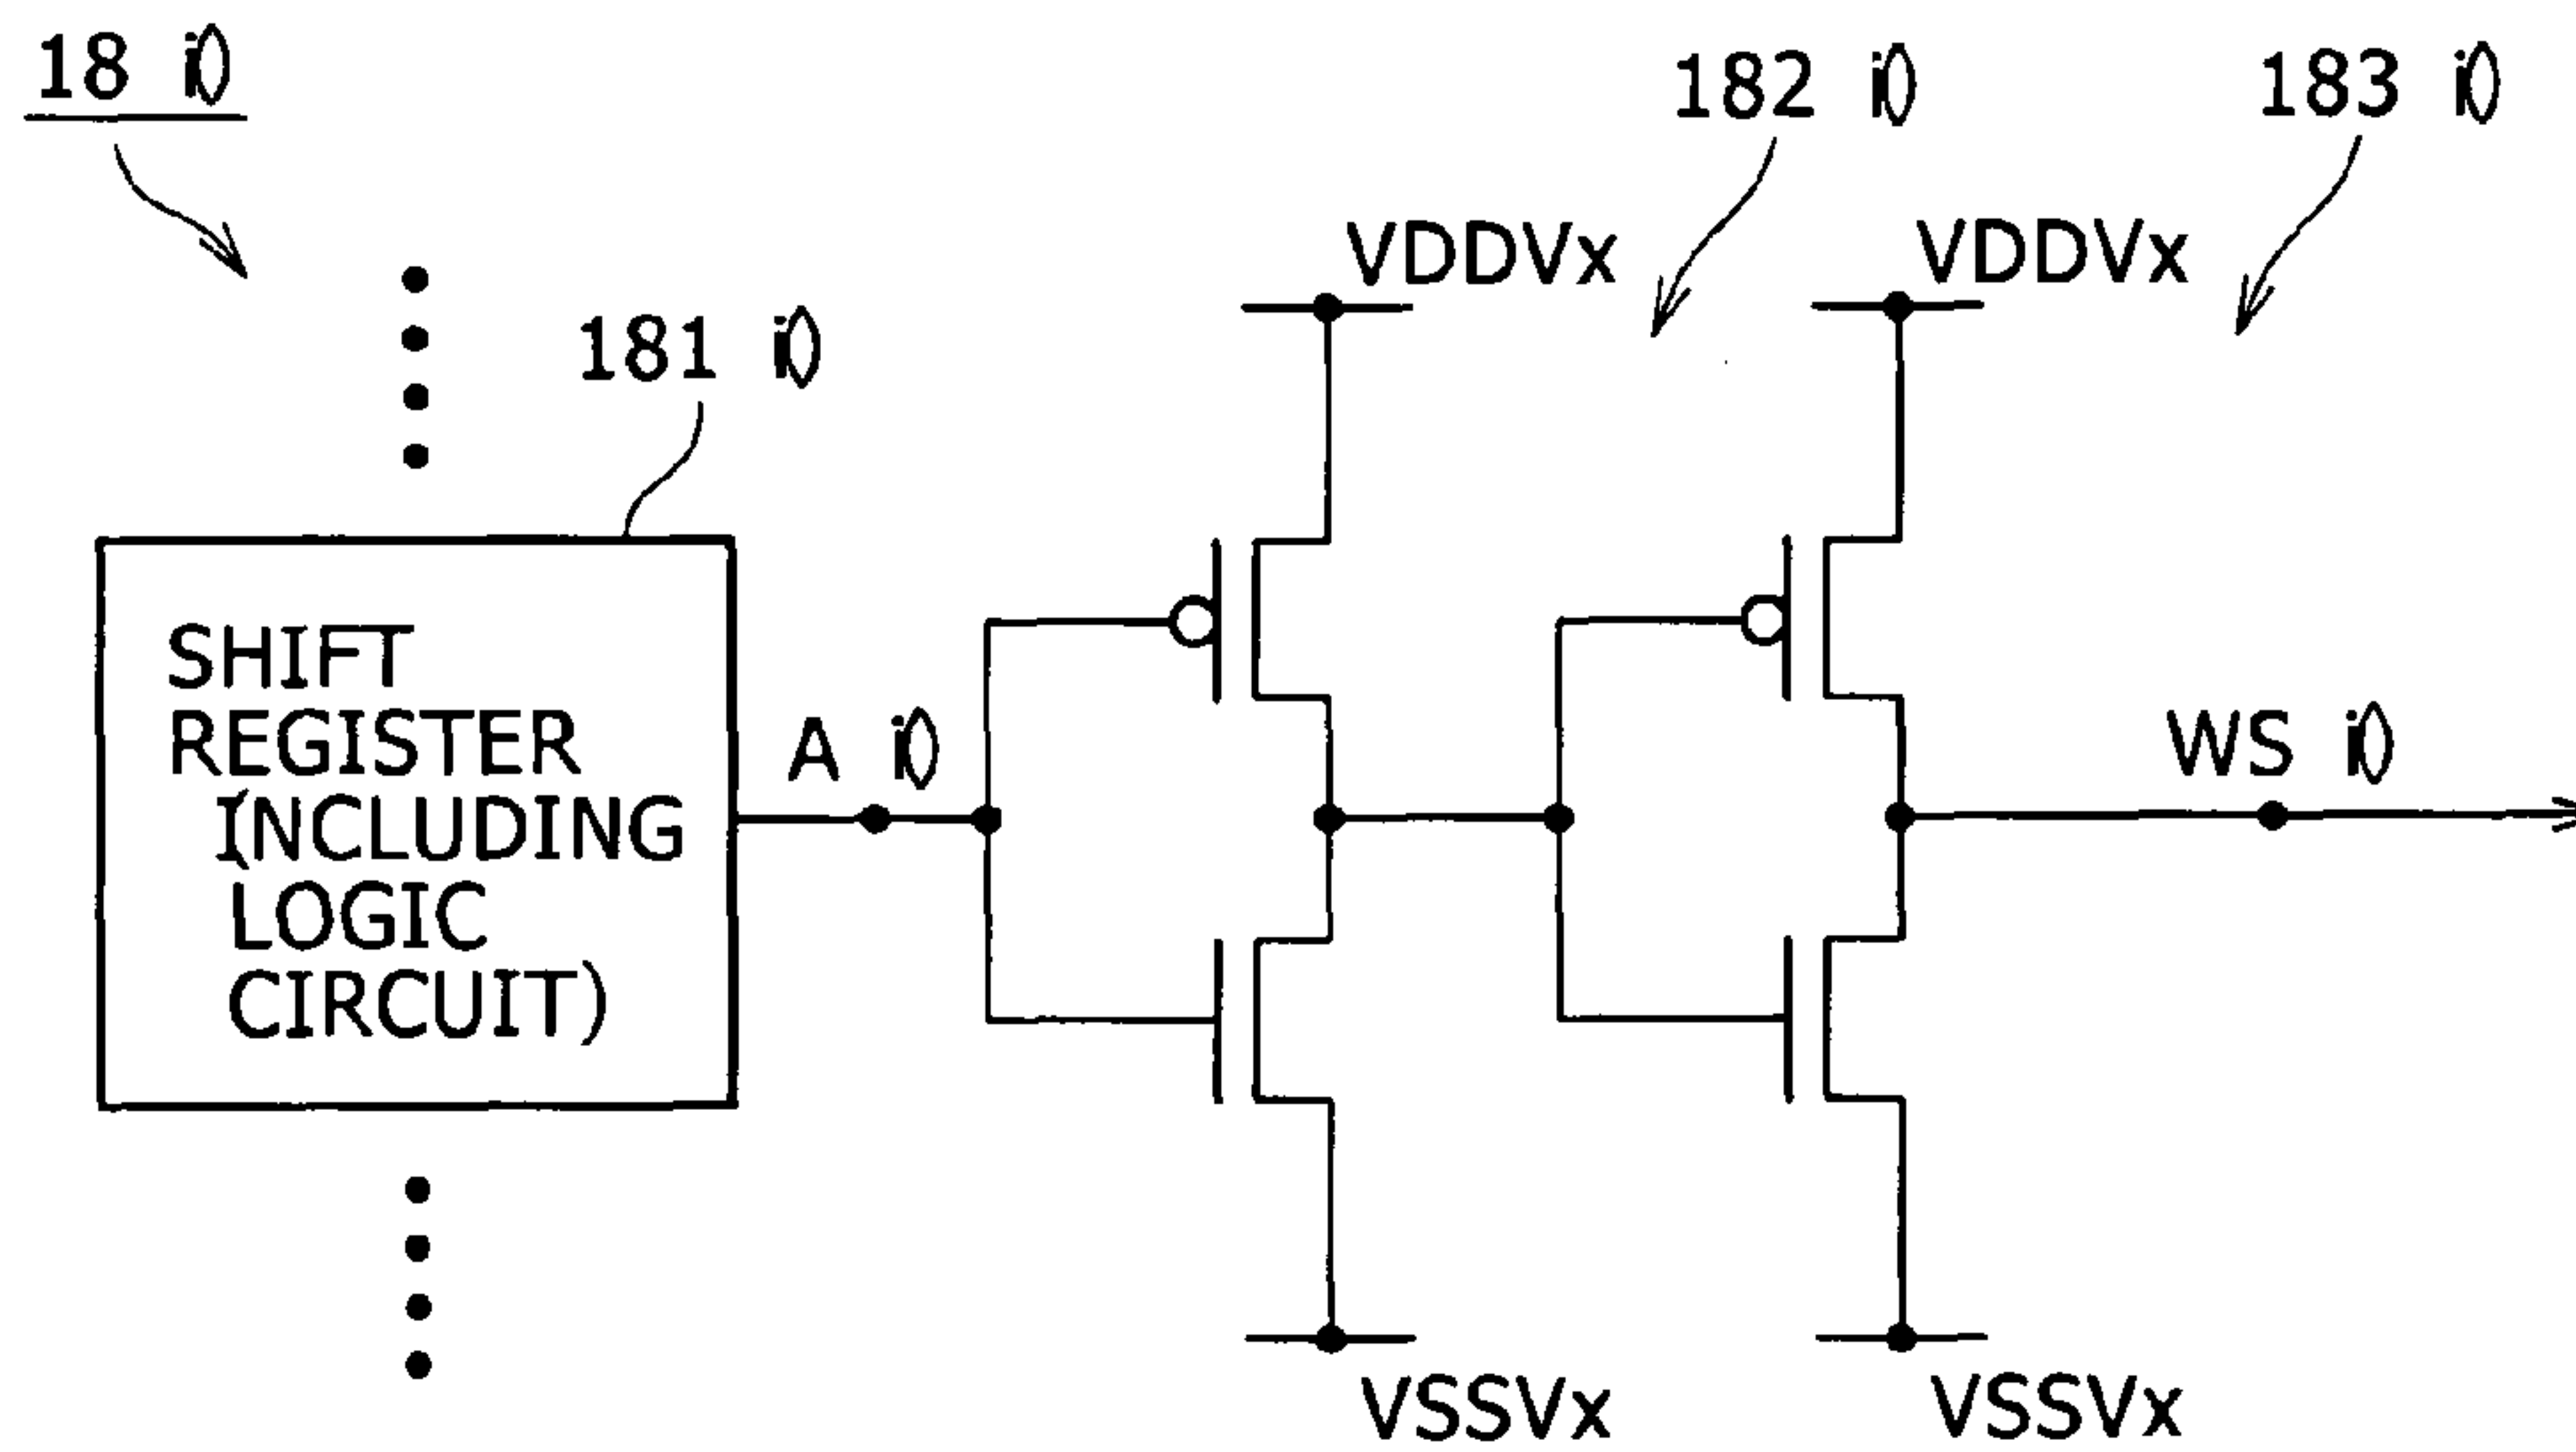 18 i()
182 i()
183 i()
VDDVx
VDDVx
181 i()
SHIFT
REGISTER
(INCLUDING
LOGIC
CIRCUIT)
A i()
WS i()
VSSVx
VSSVx